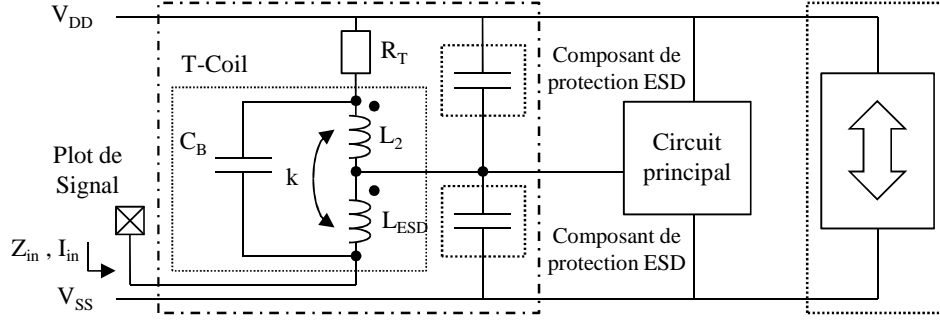 V_DD
R_T
T-Coil
Composant de
protection ESD
C_B
L_2
k
L_ESD
Circuit
principal
Plot de
Signal
Z_in , I_in
Composant de
protection ESD
V_SS